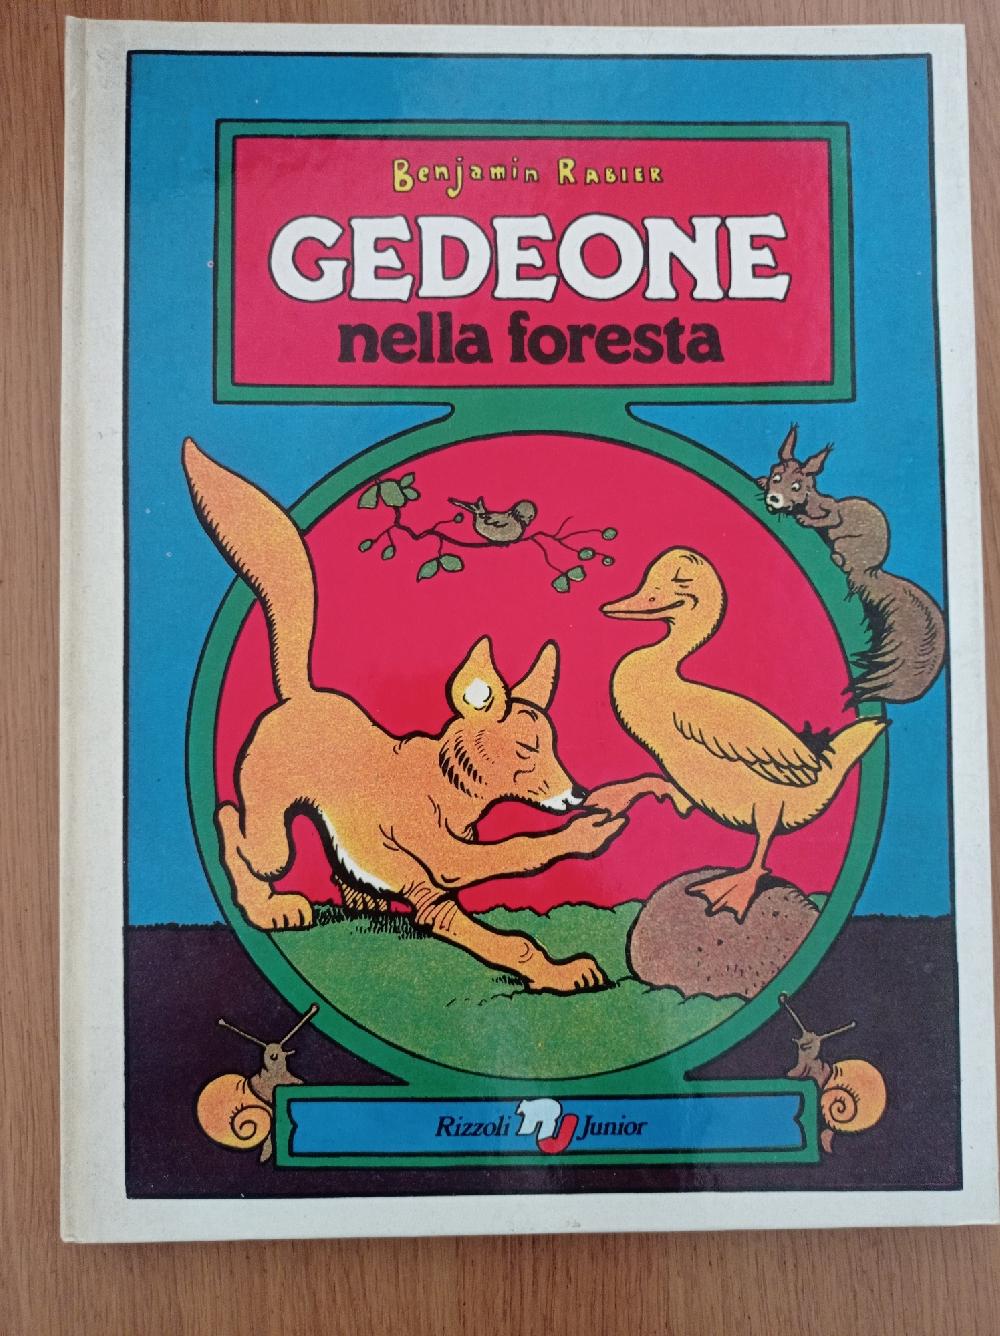 Benjamin RABIER
GEDEONE
nella foresta
Rizzoli Junior